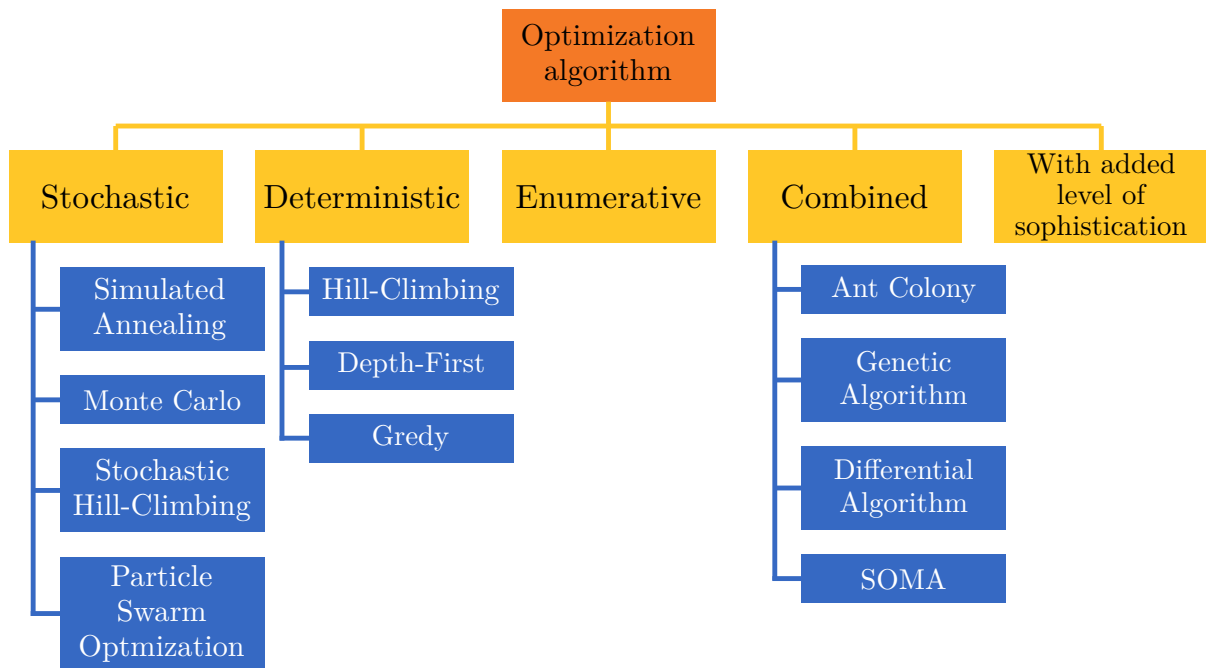 Optimization
algorithm
Stochastic
Deterministic
Enumerative
Combined
With added
level of
sophistication
Simulated
Annealing
Monte Carlo
Stochastic
Hill-Climbing
Particle
Swarm
Optmization
Hill-Climbing
Depth-First
Gredy
Ant Colony
Genetic
Algorithm
Differential
Algorithm
SOMA